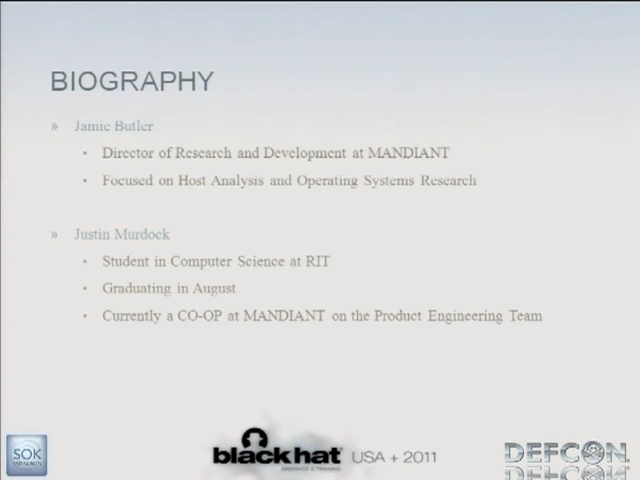 BIOGRAPHY
» Jamie Butler
• Director of Research and Development at MANDIANT
• Focused on Host Analysis and Operating Systems Research
» Justin Murdock
• Student in Computer Science at RIT
• Graduating in August
• Currently a CO-OP at MANDIANT on the Product Engineering Team
SOK
black hat USA + 2011
DEFCON